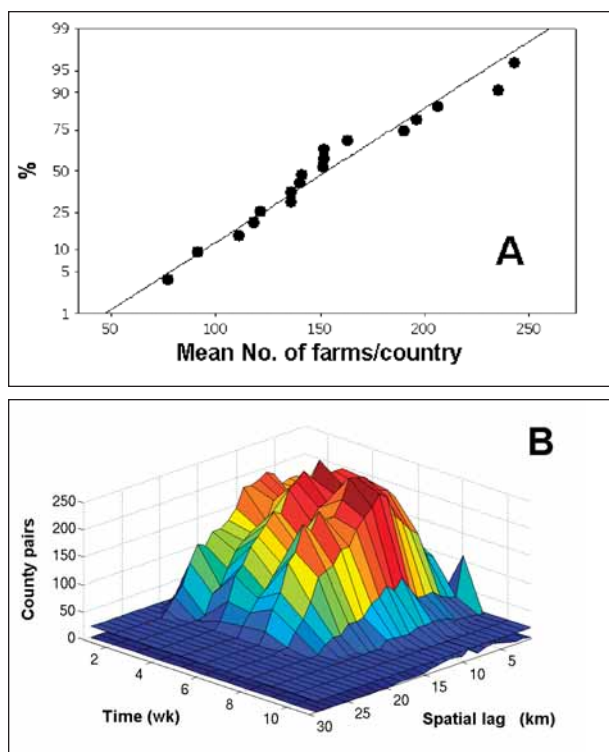 99
95
90
75
50
25
10
5
1
%
A
50 100 150 200 250
Mean No. of farms/country
B
250
200
150
100
50
0
County pairs
2 4 6 8 10
Time (wk)
30 25 20 15 10 5
Spatial lag (km)